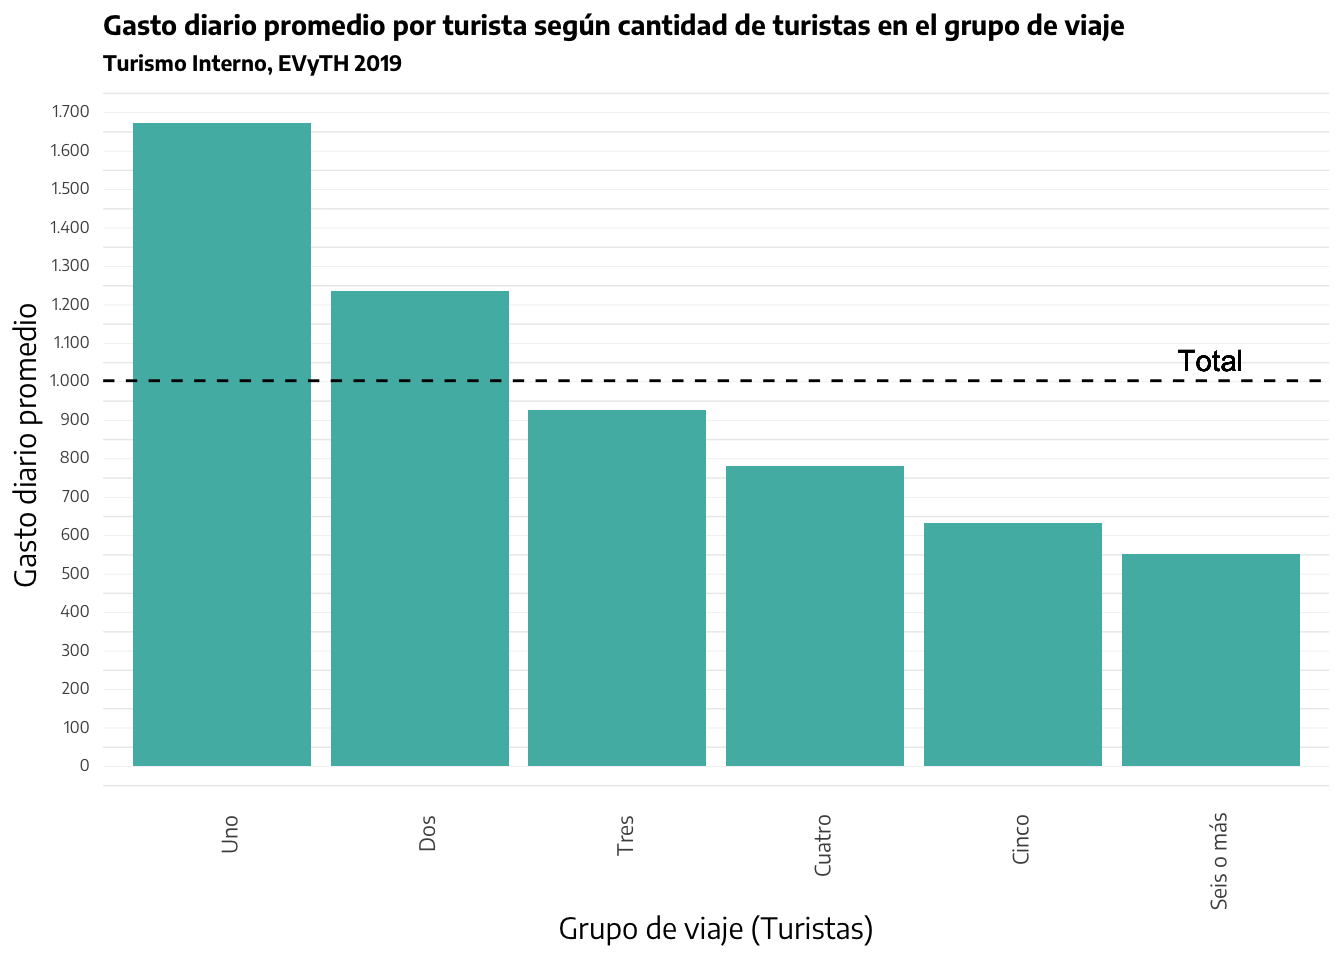 Gasto diario promedio por turista según cantidad de turistas en el grupo de viaje
Turismo Interno, EVyTH 2019
Gasto diario promedio
1.700
1.600
1.500
1.400
1.300
1.200
1.100
1.000
900
800
700
600
500
400
300
200
100
0
Total
Uno
Dos
Tres
Cuatro
Cinco
Seis o más
Grupo de viaje (Turistas)